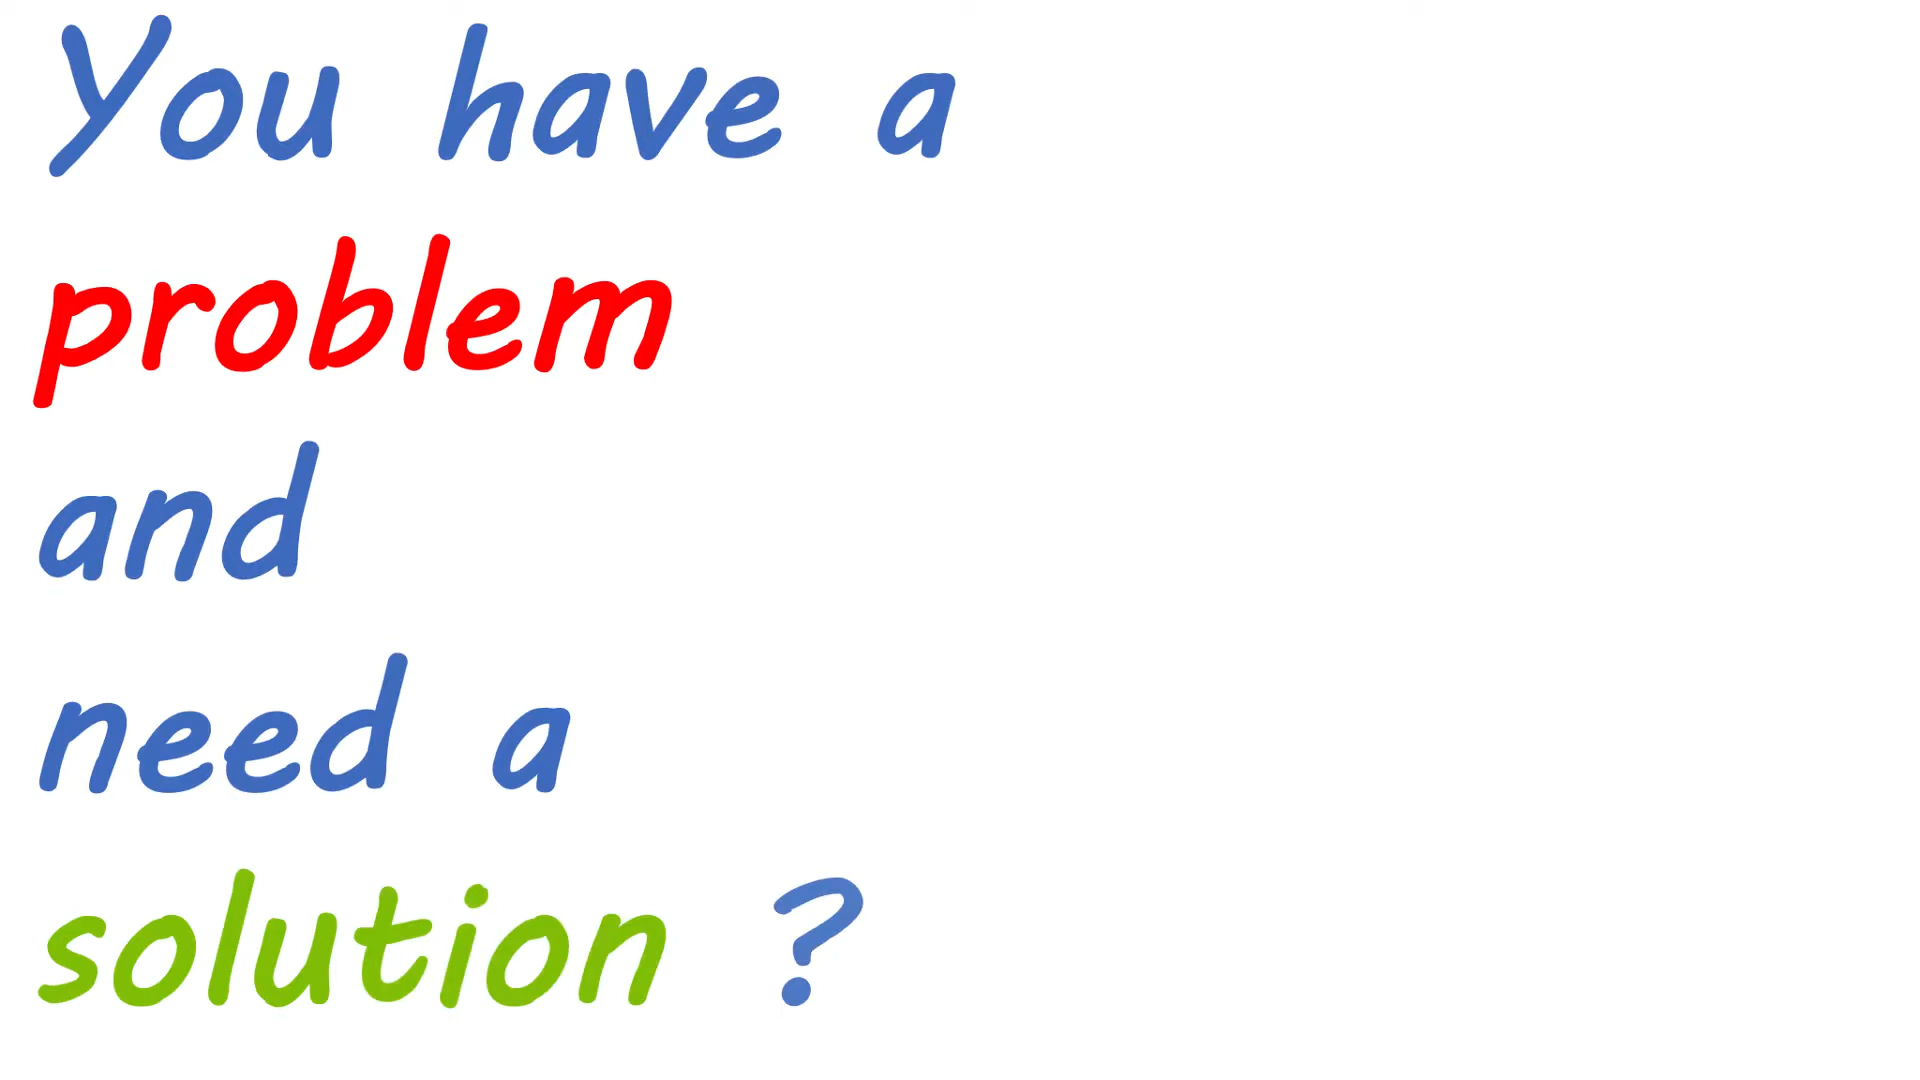 You have a
problem
and
need a
solution ?